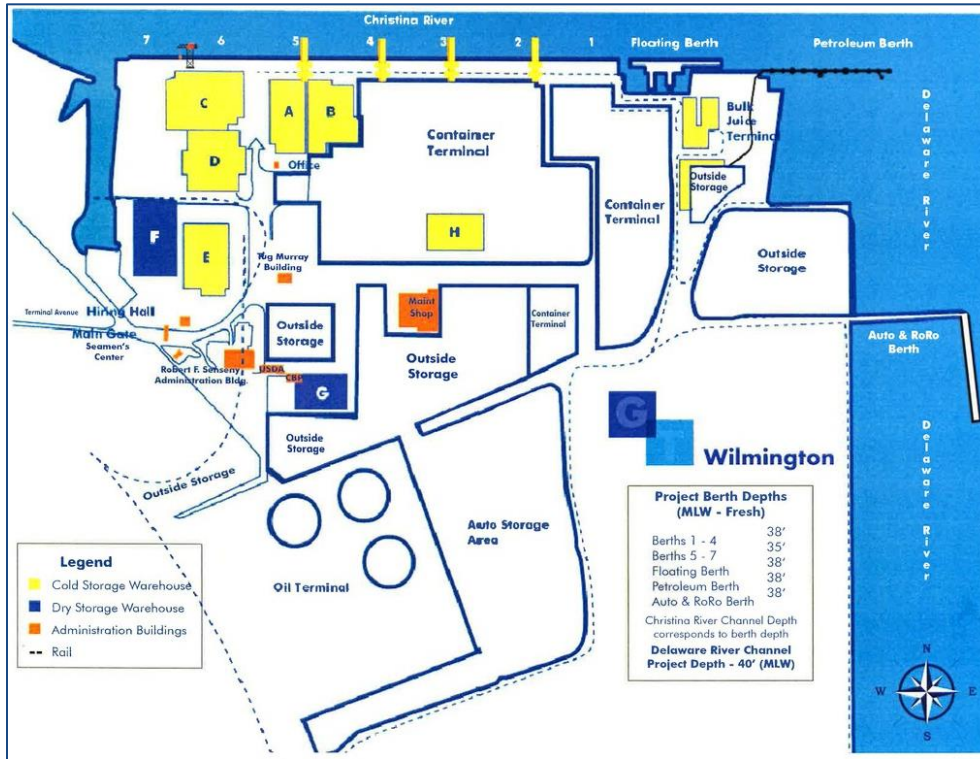 Christina River
7 6 5 4 3 2 1 Floating Berth Petroleum Berth
C
A
B
Bulk
Juice
Terminal
D
Office
Container
Terminal
Outside
Storage
Delaware River
F
E
H
Container
Terminal
Outside
Storage
Tug Murray
Building
Terminal Avenue
Hiring Hall
Main Gate
Seamen's
Center
Outside
Storage
Maint
Shop
Container
Terminal
Auto & RoRo
Berth
Robert F. Senseny
Administration Bldg.
USDA
CBP
G
Outside
Storage
Outside
Storage
Outside Storage
Delaware River
G T Wilmington
Auto Storage
Area
Oil Terminal
Project Berth Depths
(MLW - Fresh)
Berths 1 - 4 38'
Berths 5 - 7 35'
Floating Berth 38'
Petroleum Berth 38'
Auto & RoRo Berth 38'
Christina River Channel Depth
corresponds to berth depth
Delaware River Channel
Project Depth - 40' (MLW)
Legend
Cold Storage Warehouse
Dry Storage Warehouse
Administration Buildings
Rail
N
W E
S